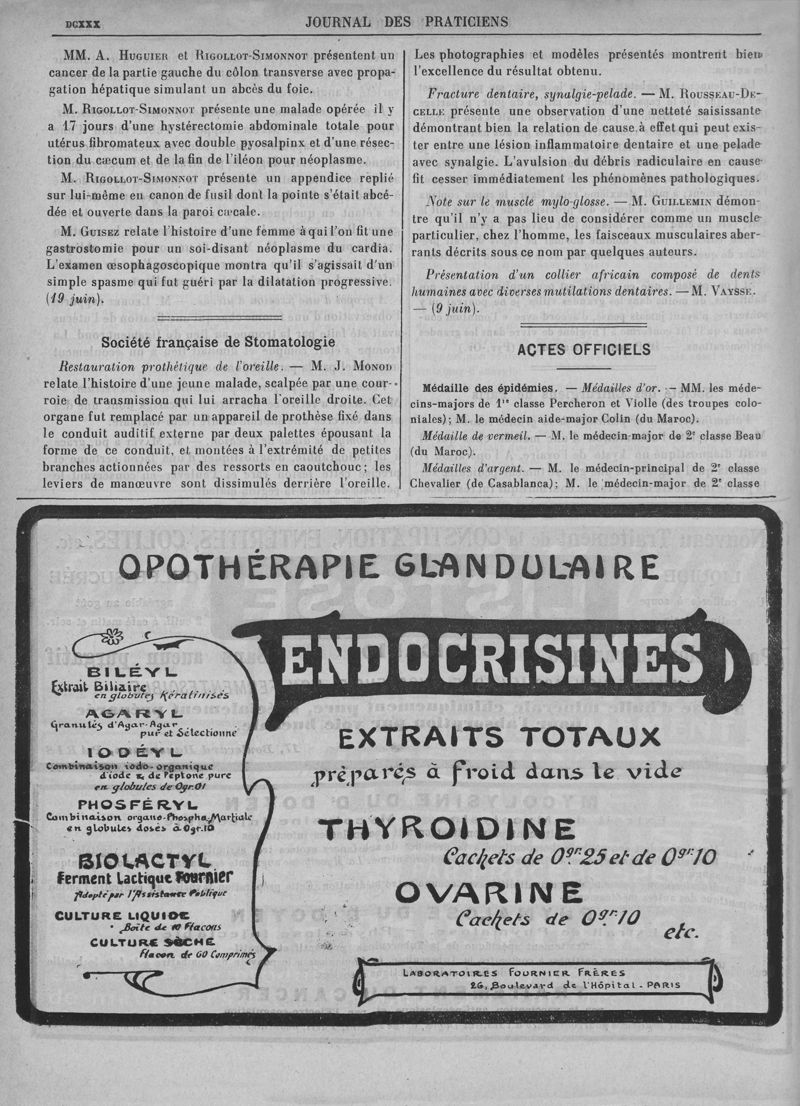 DCXXX
JOURNAL DES PRATICIENS
MM. A. HUGUIER et RIGOLLOT-SIMONNOT présentent un
cancer de la partie gauche du côlon transverse avec propa-
gation hépatique simulant un abcès du foie.
M. RIGOLLOT-SIMONNOT présente une malade opérée il y
a 17 jours d'une hystérectomie abdominale totale pour
utérus fibromateux avec double pyosalpinx et d'une résec-
tion du cæcum et de la fin de l'iléon pour néoplasme.
M. RIGOLLOT-SIMONNOT présente un appendice replié
sur lui-même en canon de fusil dont la pointe s'était abcé-
dée et ouverte dans la paroi cæcale.
M. GUISEZ relate l'histoire d'une femme à qui l'on fit une
gastrostomie pour un soi-disant néoplasme du cardia.
L'examen œsophagoscopique montra qu'il s'agissait d'un
simple spasme qui fut guéri par la dilatation progressive.
(19 juin).
Société française de Stomatologie
Restauration prothétique de l'oreille. — M. J. MONOD
relate l'histoire d'une jeune malade, scalpée par une cour-
roie de transmission qui lui arracha l'oreille droite. Cet
organe fut remplacé par un appareil de prothèse fixé dans
le conduit auditif externe par deux palettes épousant la
forme de ce conduit, et montées à l'extrémité de petites
branches actionnées par des ressorts en caoutchouc; les
leviers de manœuvre sont dissimulés derrière l'oreille.
Les photographies et modèles présentés montrent bien
l'excellence du résultat obtenu.
Fracture dentaire, synalgie-pelade. — M. ROUSSEAU-DE-
CELLE présente une observation d'une netteté saisissante
démontrant bien la relation de cause à effet qui peut exis-
ter entre une lésion inflammatoire dentaire et une pelade
avec synalgie. L'avulsion du débris radiculaire en cause
fit cesser immédiatement les phénomènes pathologiques.
Note sur le muscle mylo-glosse. — M. GUILLEMIN démon-
tre qu'il n'y a pas lieu de considérer comme un muscle
particulier, chez l'homme, les faisceaux musculaires aber-
rants décrits sous ce nom par quelques auteurs.
Présentation d'un collier africain composé de dents
humaines avec diverses mutilations dentaires. — M. VAYSSE.
— (9 juin).
ACTES OFFICIELS
Médaille des épidémies. — Médailles d'or. — MM. les méde-
cins-majors de 1re classe Percheron et Violle (des troupes colo-
niales); M. le médecin aide-major Colin (du Maroc).
Médaille de vermeil. — M. le médecin-major de 2e classe Beau
(du Maroc).
Médailles d'argent. — M. le médecin-principal de 2e classe
Chevalier (de Casablanca); M. le médecin-major de 2e classe
OPOTHÉRAPIE GLANDULAIRE
ENDOCRISINES
BILÉYL
Extrait Biliaire
en globules Kératinisés
AGARYL
Granulés d'Agar-Agar
pur et Sélectionné
IODÉYL
Combinaison iodo-organique
d'iode & de Peptone pure
en globules de 0gr.01
PHOSFÉRYL
Combinaison organo-Phospho-Martiale
en globules dosés à 0gr.10
BIOLACTYL
Ferment Lactique Fournier
Adopté par l'Assistance Publique
CULTURE LIQUIDE
Boîte de 10 Flacons
CULTURE SÈCHE
Flacon de 60 Comprimés
EXTRAITS TOTAUX
préparés à froid dans le vide
THYROIDINE
Cachets de 0gr.25 et de 0gr.10
OVARINE
Cachets de 0gr.10
etc.
LABORATOIRES FOURNIER FRÈRES
26, Boulevard de l'Hôpital - PARIS